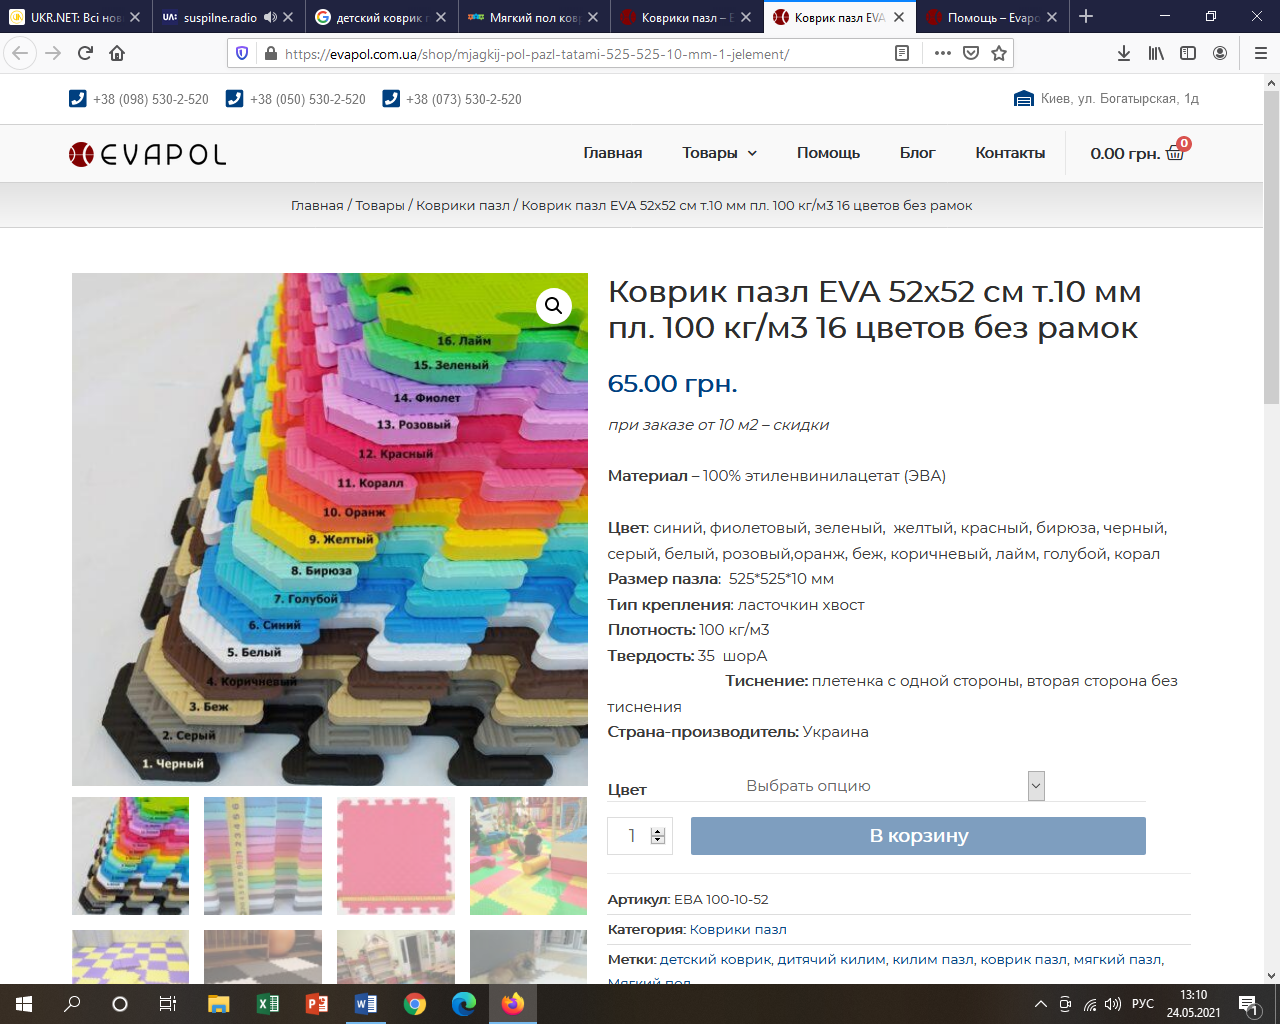 UKR.NET: Всі нов
suspilne.radio
детский коврик п
Мягкий пол ков
Коврики пазл – E
Коврик пазл EVA
Помощь – Evapo
https://evapol.com.ua/shop/mjagkij-pol-pazl-tatami-525-525-10-mm-1-jelement/
+38 (098) 530-2-520
+38 (050) 530-2-520
+38 (073) 530-2-520
Киев, ул. Богатырская, 1д
EVAPOL
Главная
Товары
Помощь
Блог
Контакты
0.00 грн.
0
Главная / Товары / Коврики пазл / Коврик пазл EVA 52х52 см т.10 мм пл. 100 кг/м3 16 цветов без рамок
16. Лайм
15. Зеленый
14. Фиолет
13. Розовый
12. Красный
11. Коралл
10. Оранж
9. Желтый
8. Бирюза
7. Голубой
6. Синий
5. Белый
4. Коричневый
3. Беж
2. Серый
1. Черный
Коврик пазл EVA 52х52 см т.10 мм
пл. 100 кг/м3 16 цветов без рамок
65.00 грн.
при заказе от 10 м2 – скидки
Материал – 100% этиленвинилацетат (ЭВА)
Цвет: синий, фиолетовый, зеленый, желтый, красный, бирюза, черный,
серый, белый, розовый,оранж, беж, коричневый, лайм, голубой, корал
Размер пазла: 525*525*10 мм
Тип крепления: ласточкин хвост
Плотность: 100 кг/м3
Твердость: 35 шорА
Тиснение: плетенка с одной стороны, вторая сторона без
тиснения
Страна-производитель: Украина
Цвет
Выбрать опцию
1
В корзину
Артикул: ЕВА 100-10-52
Категория: Коврики пазл
Метки: детский коврик, дитячий килим, килим пазл, коврик пазл, мягкий пазл,
Мягкий пол
РУС
13:10
24.05.2021
1